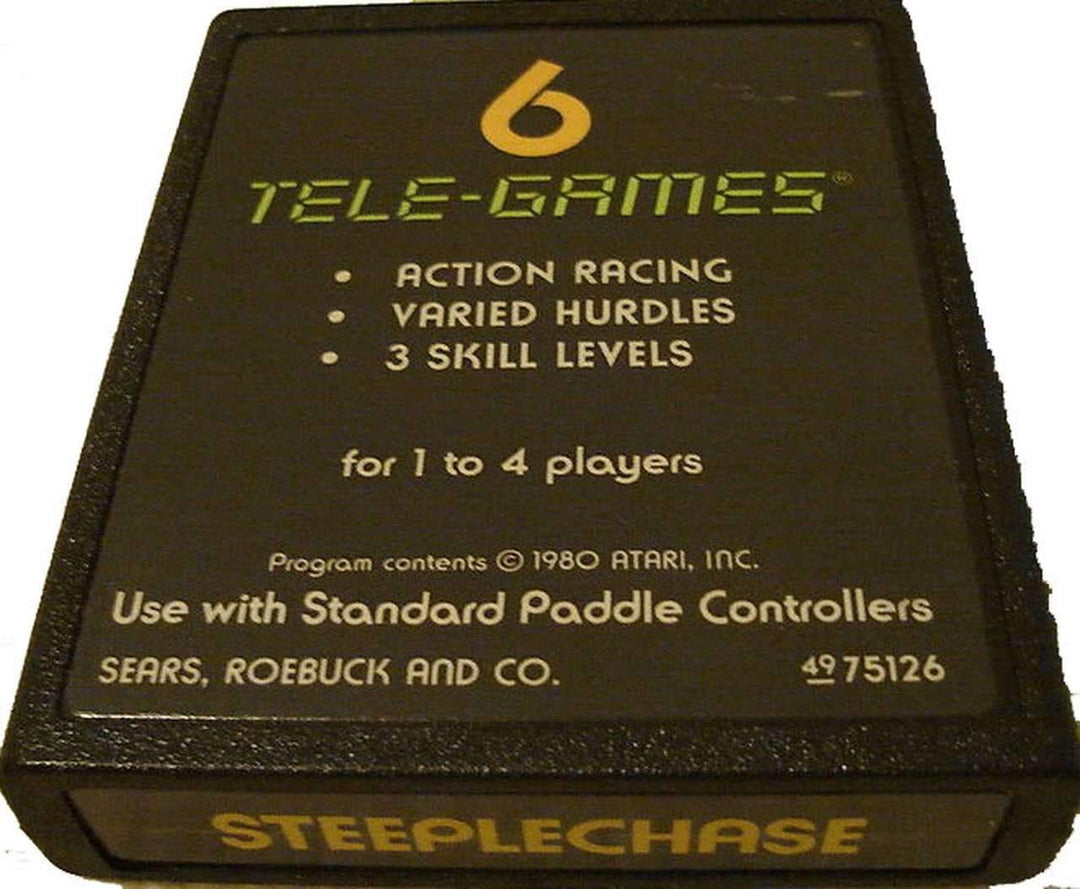 6
TELE-GAMES®
• ACTION RACING
• VARIED HURDLES
• 3 SKILL LEVELS
for 1 to 4 players
Program contents © 1980 ATARI, INC.
Use with Standard Paddle Controllers
SEARS, ROEBUCK AND CO. 49 75126
STEEPLECHASE